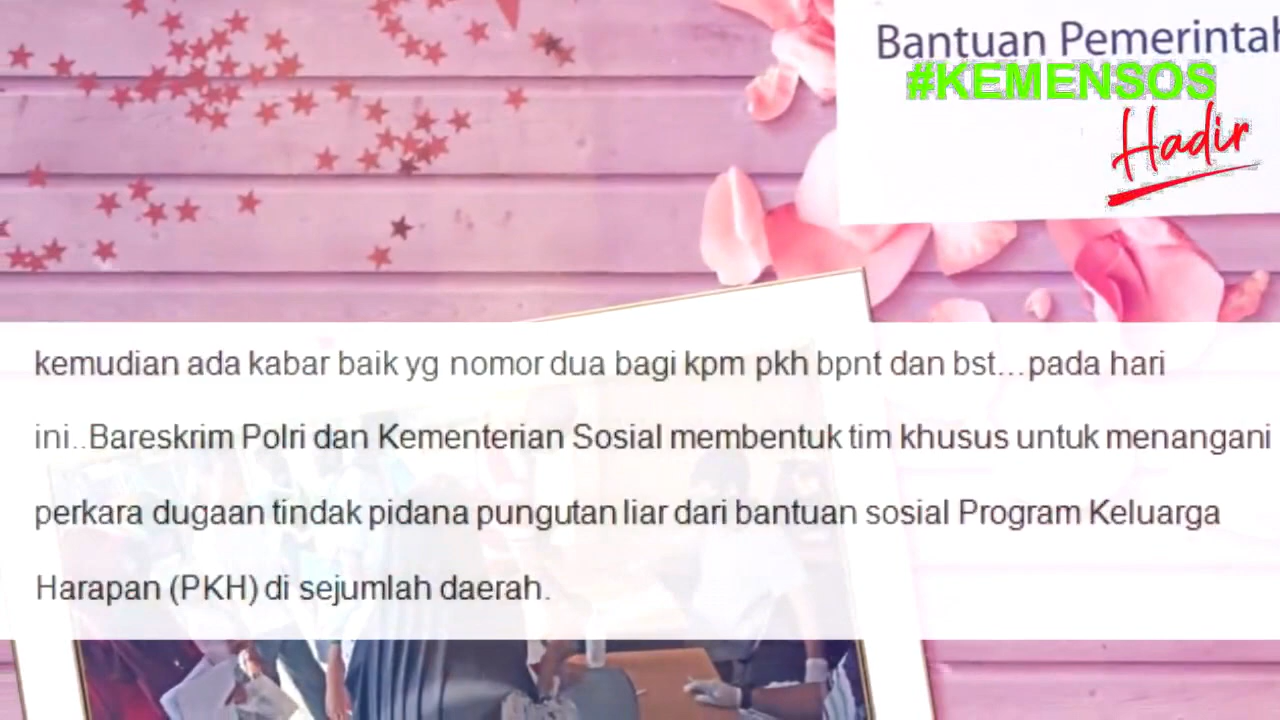 Bantuan Pemerintah
#KEMENSOS
Hadir
kemudian ada kabar baik yg nomor dua bagi kpm pkh bpnt dan bst...pada hari
ini..Bareskrim Polri dan Kementerian Sosial membentuk tim khusus untuk menangani
perkara dugaan tindak pidana pungutan liar dari bantuan sosial Program Keluarga
Harapan (PKH) di sejumlah daerah.